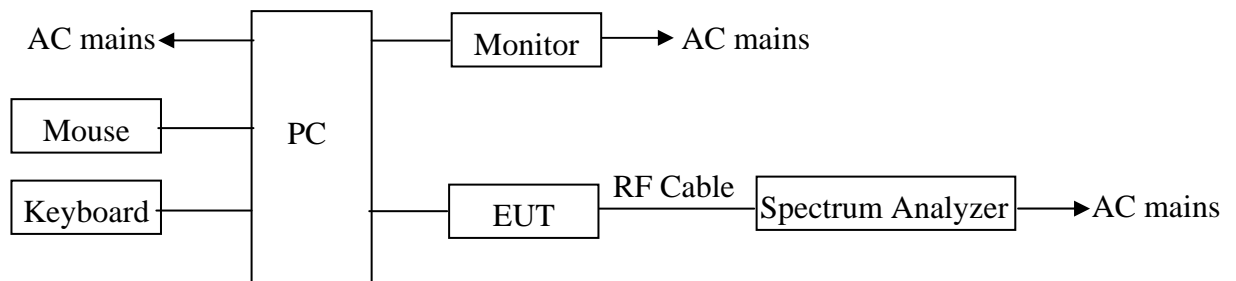 AC mains
Monitor
AC mains
Mouse
PC
Keyboard
EUT
RF Cable
Spectrum Analyzer
AC mains